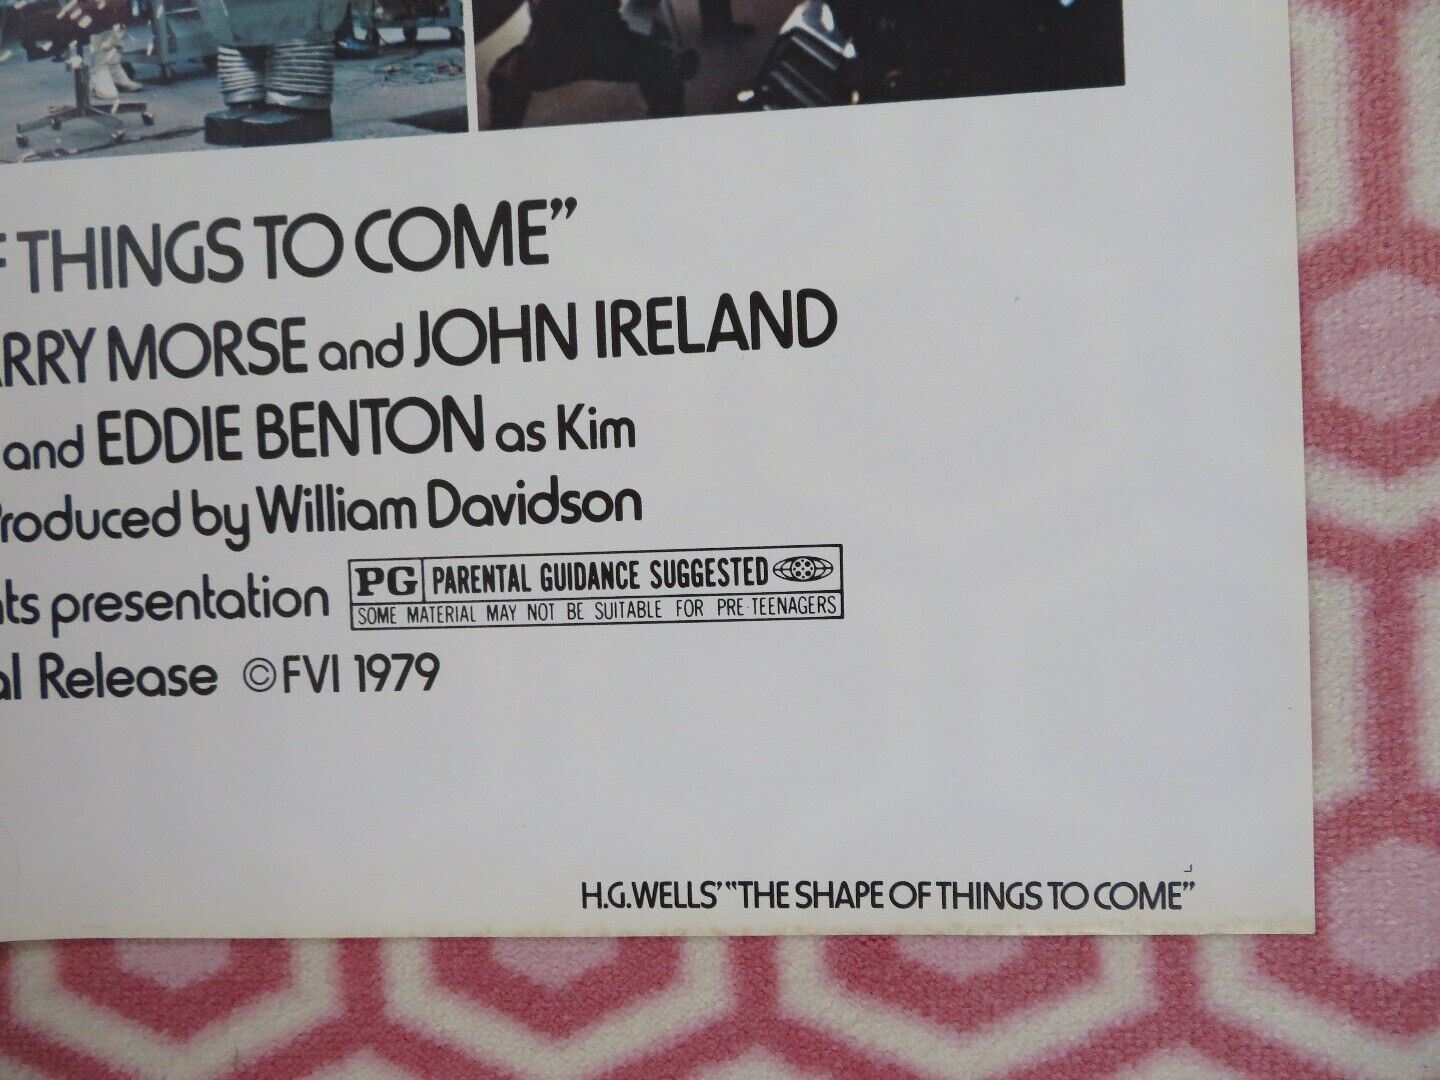 F THINGS TO COME”
ARRY MORSE and JOHN IRELAND
and EDDIE BENTON as Kim
Produced by William Davidson
nts presentation PG PARENTAL GUIDANCE SUGGESTED
SOME MATERIAL MAY NOT BE SUITABLE FOR PRE-TEENAGERS
al Release ©FVI 1979
H.G.WELLS’ “THE SHAPE OF THINGS TO COME”